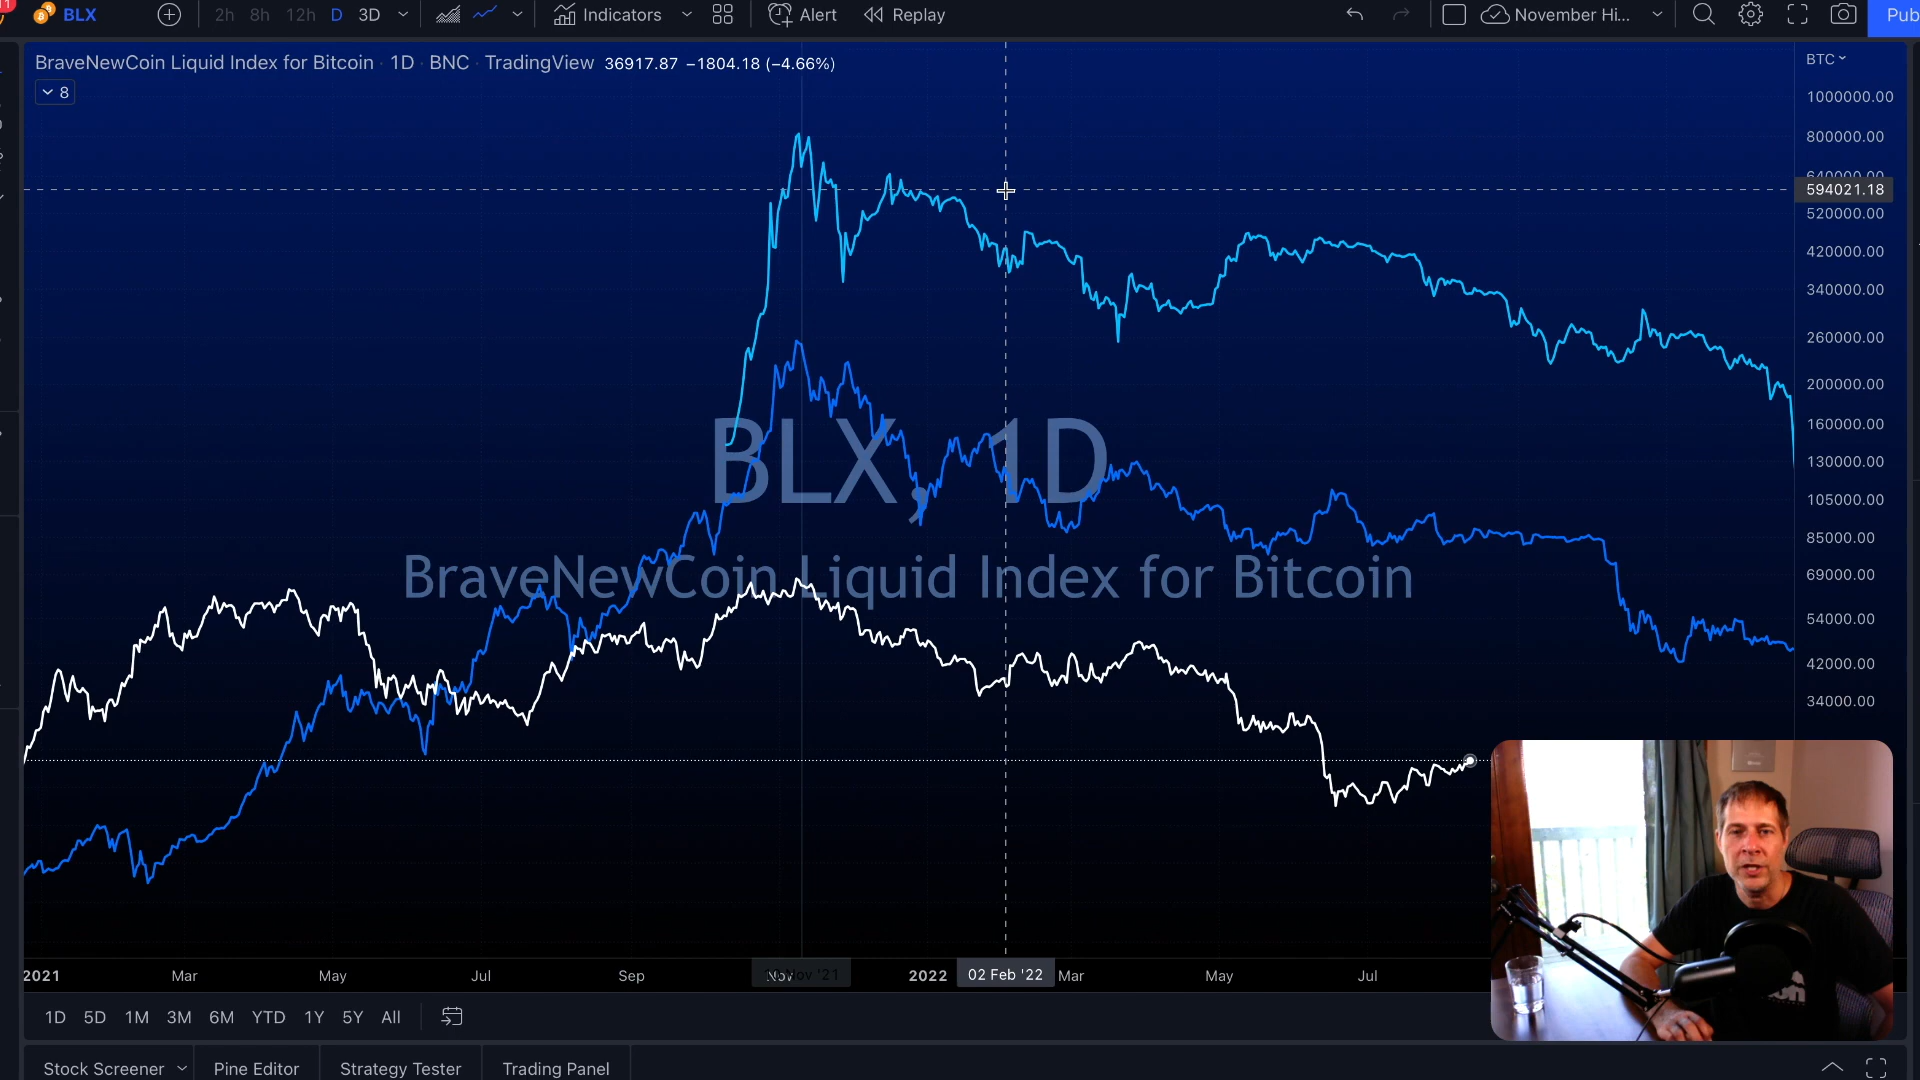 11 BLX 2h 8h 12h D 3D Indicators Alert Replay November Hi... Pub
BraveNewCoin Liquid Index for Bitcoin · 1D · BNC · TradingView 36917.87 −1804.18 (−4.66%)
BTC
8
1000000.00
800000.00
640000.00
594021.18
520000.00
420000.00
340000.00
260000.00
200000.00
160000.00
130000.00
105000.00
85000.00
69000.00
54000.00
42000.00
34000.00
BLX, 1D
BraveNewCoin Liquid Index for Bitcoin
2021 Mar May Jul Sep Nov 2022 02 Feb '22 Mar May Jul
1D 5D 1M 3M 6M YTD 1Y 5Y All
Stock Screener Pine Editor Strategy Tester Trading Panel